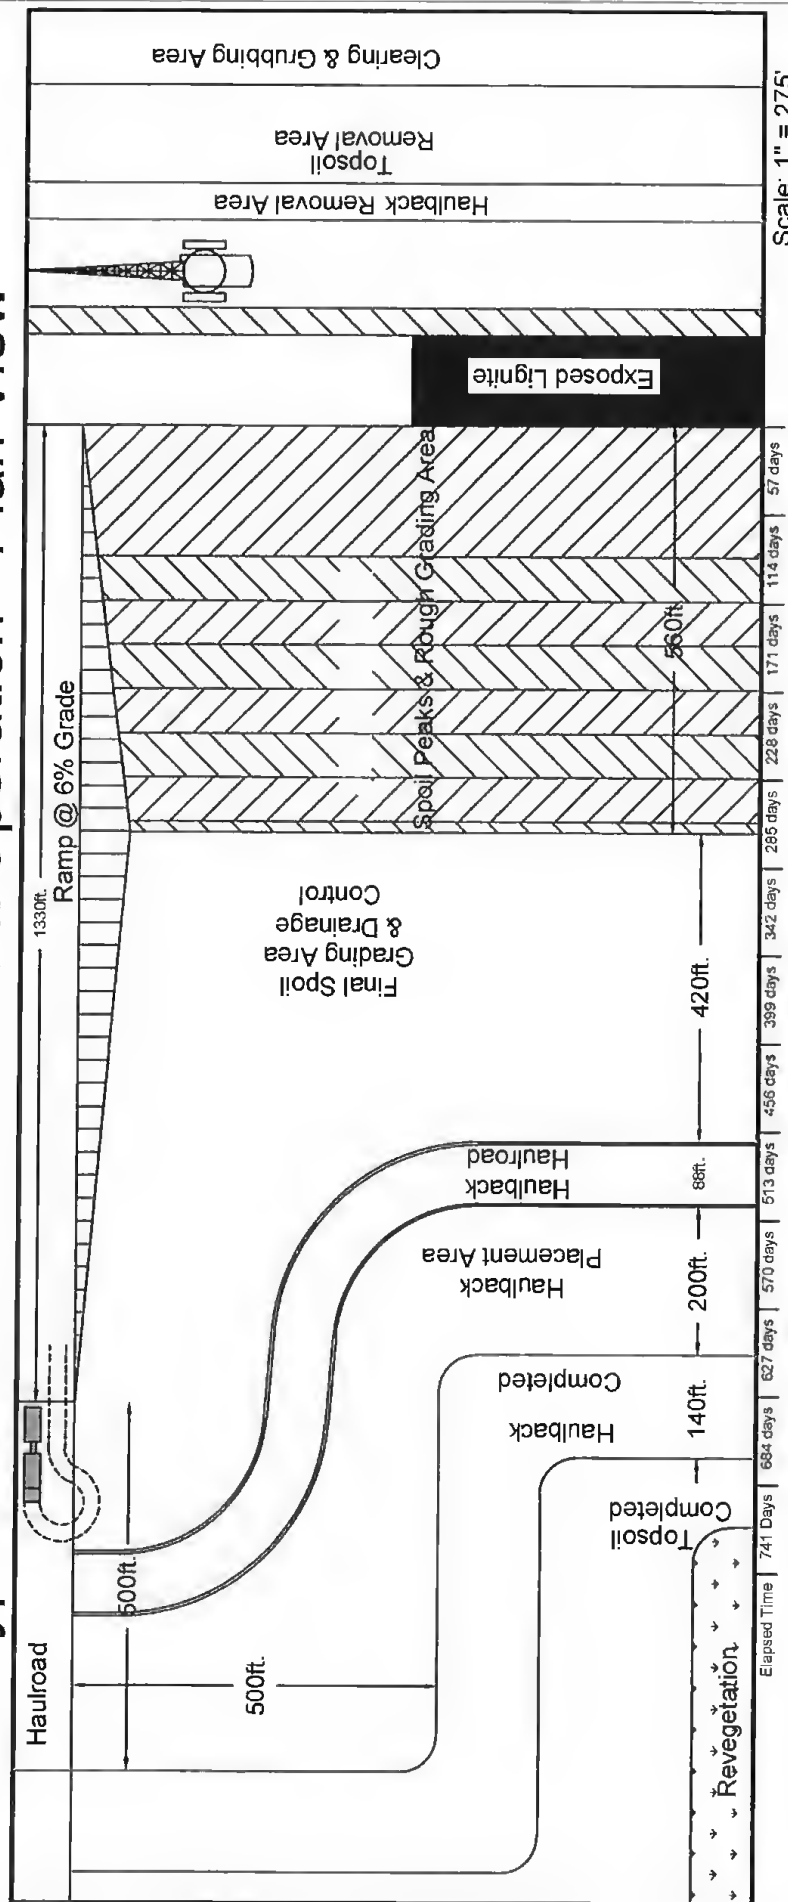 Clearing & Grubbing Area
Topsoil
Removal Area
Haulback Removal Area
Exposed Lignite
Scale: 1" = 275'
1330ft.
Ramp @ 6% Grade
Spoil Peaks & Rough Grading Area
560ft.
Final Spoil
Grading Area
& Drainage
Control
420ft.
Haulback
Haulroad
88ft.
Haulback
Placement Area
200ft.
Haulback
Completed
140ft.
Topsoil
Completed
Haulroad
500ft.
500ft.
Revegetation
Elapsed Time
741 Days
684 days
627 days
570 days
513 days
456 days
399 days
342 days
285 days
228 days
171 days
114 days
57 days